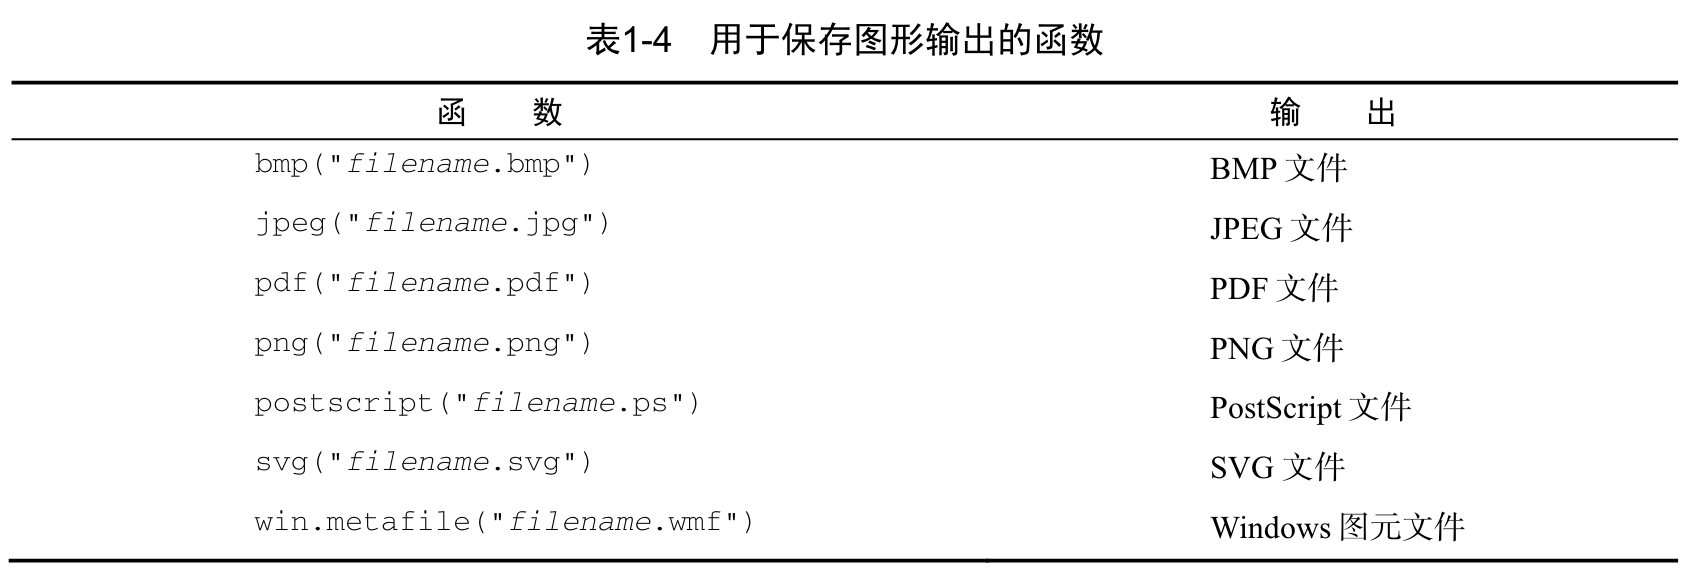 表1-4 用于保存图形输出的函数
函 数 输 出
bmp("filename.bmp") BMP 文件
jpeg("filename.jpg") JPEG 文件
pdf("filename.pdf") PDF 文件
png("filename.png") PNG 文件
postscript("filename.ps") PostScript 文件
svg("filename.svg") SVG 文件
win.metafile("filename.wmf") Windows 图元文件